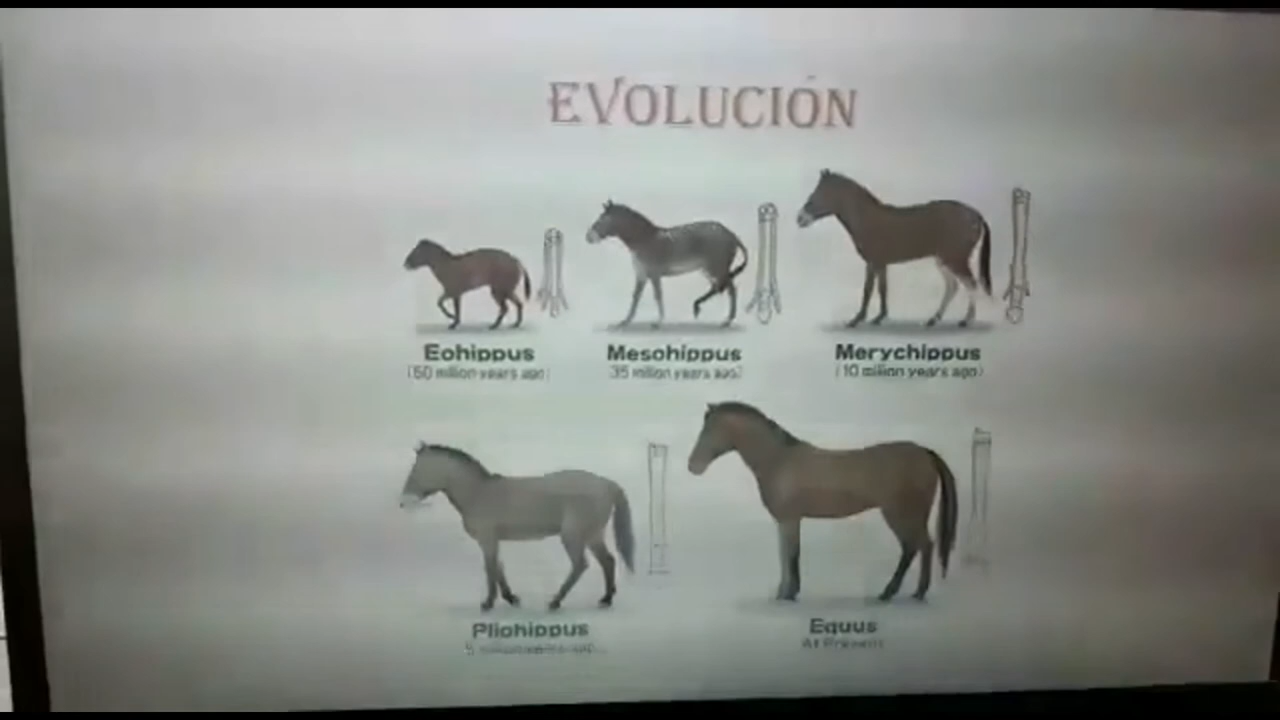 EVOLUCIÓN
Eohippus
(50 million years ago)
Mesohippus
35 million years ago)
Merychippus
(10 million years ago)
Pliohippus
5
Equus
At Present